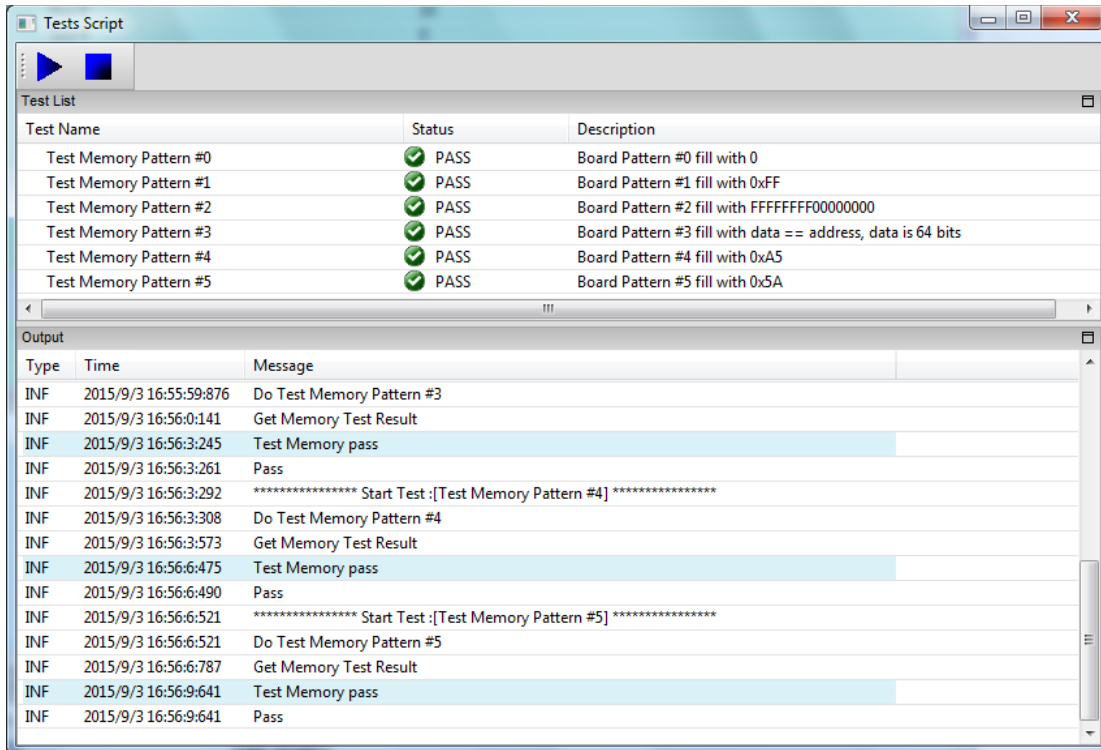 Tests Script
Test List
Test Name Status Description
Test Memory Pattern #0 PASS Board Pattern #0 fill with 0
Test Memory Pattern #1 PASS Board Pattern #1 fill with 0xFF
Test Memory Pattern #2 PASS Board Pattern #2 fill with FFFFFFFF00000000
Test Memory Pattern #3 PASS Board Pattern #3 fill with data == address, data is 64 bits
Test Memory Pattern #4 PASS Board Pattern #4 fill with 0xA5
Test Memory Pattern #5 PASS Board Pattern #5 fill with 0x5A
Output
Type Time Message
INF 2015/9/3 16:55:59:876 Do Test Memory Pattern #3
INF 2015/9/3 16:56:0:141 Get Memory Test Result
INF 2015/9/3 16:56:3:245 Test Memory pass
INF 2015/9/3 16:56:3:261 Pass
INF 2015/9/3 16:56:3:292 **************** Start Test :[Test Memory Pattern #4] ****************
INF 2015/9/3 16:56:3:308 Do Test Memory Pattern #4
INF 2015/9/3 16:56:3:573 Get Memory Test Result
INF 2015/9/3 16:56:6:475 Test Memory pass
INF 2015/9/3 16:56:6:490 Pass
INF 2015/9/3 16:56:6:521 **************** Start Test :[Test Memory Pattern #5] ****************
INF 2015/9/3 16:56:6:521 Do Test Memory Pattern #5
INF 2015/9/3 16:56:6:787 Get Memory Test Result
INF 2015/9/3 16:56:9:641 Test Memory pass
INF 2015/9/3 16:56:9:641 Pass